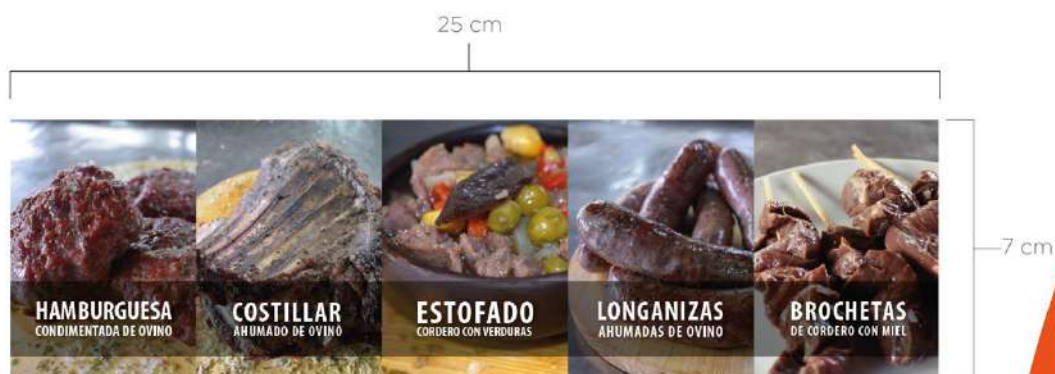 25 cm
HAMBURGUESA
CONDIMENTADA DE OVINO
COSTILLAR
AHUMADO DE OVINO
ESTOFADO
CORDERO CON VERDURAS
LONGANIZAS
AHUMADAS DE OVINO
BROCHETAS
DE CORDERO CON MIEL
7 cm